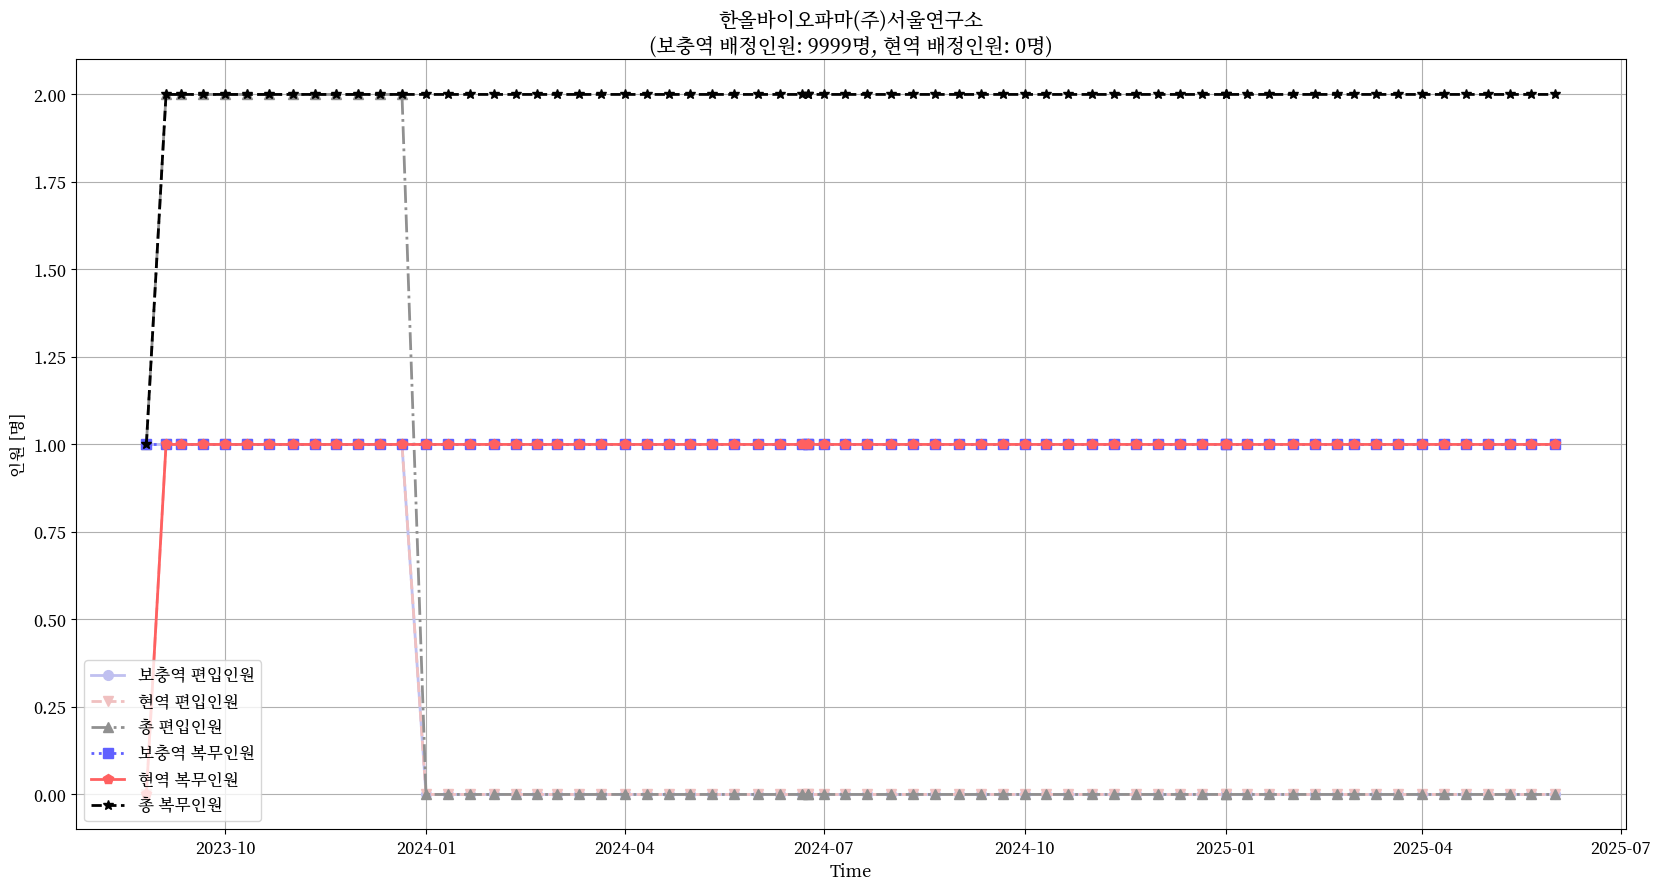 한올바이오파마(주)서울연구소
(보충역 배정인원: 9999명, 현역 배정인원: 0명)
2.00
1.75
1.50
1.25
1.00
0.75
0.50
0.25
0.00
인원 [명]
보충역 편입인원
현역 편입인원
총 편입인원
보충역 복무인원
현역 복무인원
총 복무인원
2023-10
2024-01
2024-04
2024-07
2024-10
2025-01
2025-04
2025-07
Time